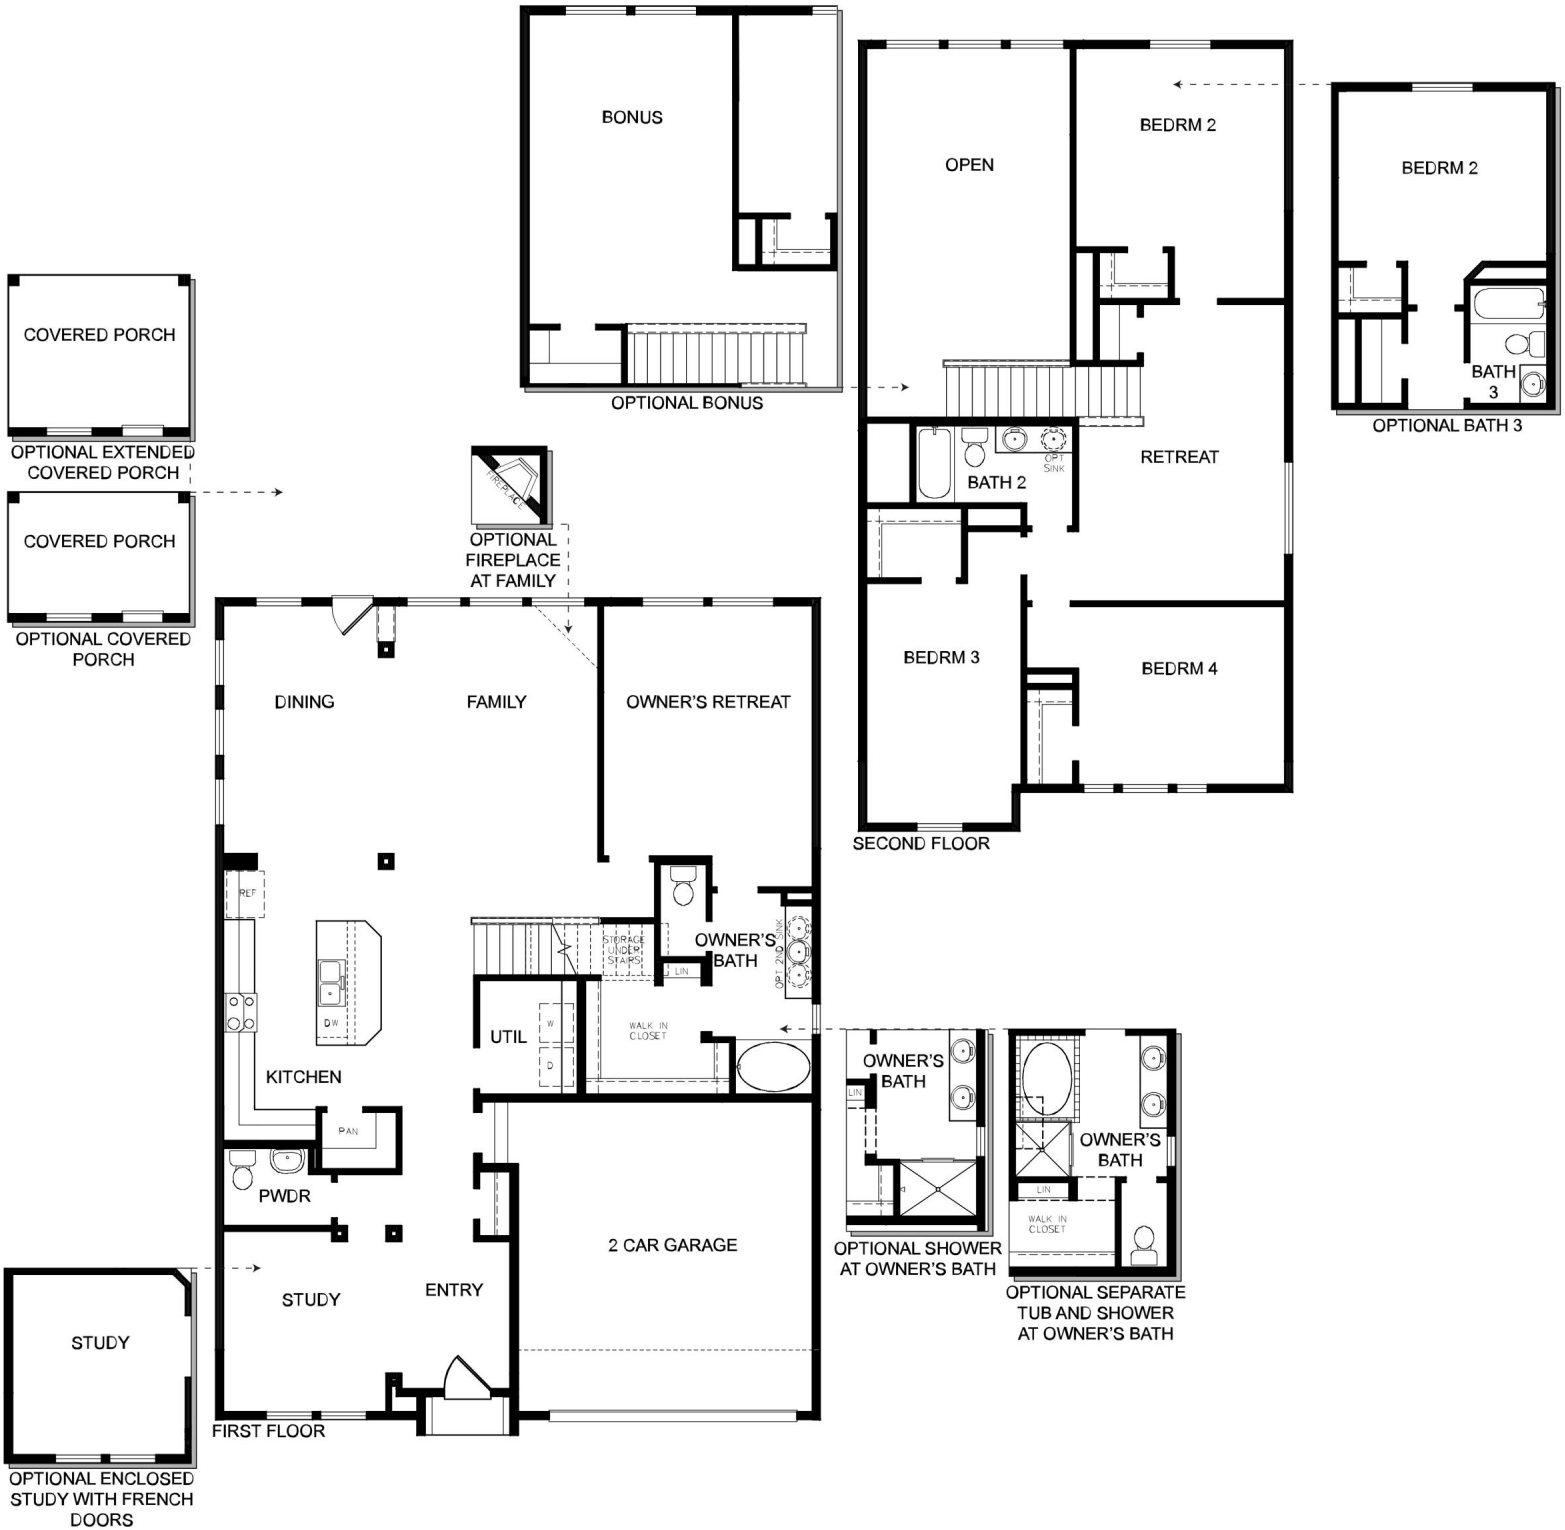 BONUS
OPTIONAL BONUS
OPEN
BEDRM 2
RETREAT
OPT
SINK
BATH 2
BEDRM 3
BEDRM 4
SECOND FLOOR
BEDRM 2
BATH
3
OPTIONAL BATH 3
COVERED PORCH
OPTIONAL EXTENDED
COVERED PORCH
COVERED PORCH
OPTIONAL COVERED
PORCH
FIREPLACE
OPTIONAL
FIREPLACE
AT FAMILY
DINING
FAMILY
OWNER'S RETREAT
REF
STORAGE
UNDER
STAIRS
OWNER'S
BATH
OPT 2ND SINK
LIN
DW
UTIL
W
D
WALK IN
CLOSET
KITCHEN
PAN
PWDR
2 CAR GARAGE
STUDY
ENTRY
FIRST FLOOR
STUDY
OPTIONAL ENCLOSED
STUDY WITH FRENCH
DOORS
OWNER'S
BATH
LIN
OPTIONAL SHOWER
AT OWNER'S BATH
OWNER'S
BATH
LIN
WALK IN
CLOSET
OPTIONAL SEPARATE
TUB AND SHOWER
AT OWNER'S BATH